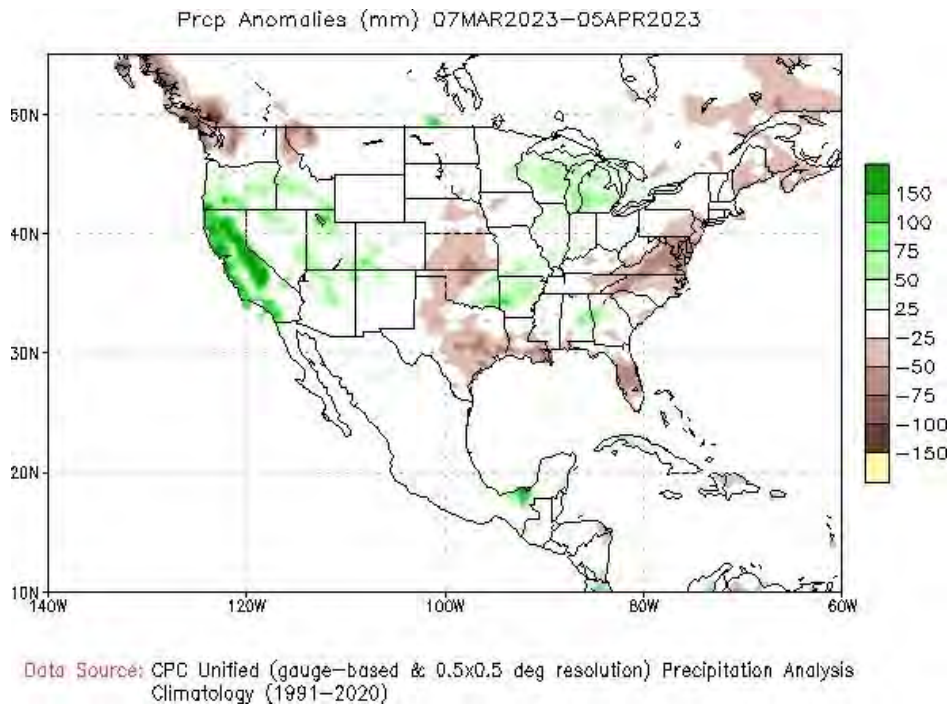 Prcp Anomalies (mm) 07MAR2023-05APR2023
50N
40N
30N
20N
10N
140W 120W 100W 80W 60W
150
100
75
50
25
-25
-50
-75
-100
-150
Data Source: CPC Unified (gauge-based & 0.5x0.5 deg resolution) Precipitation Analysis
Climatology (1991-2020)